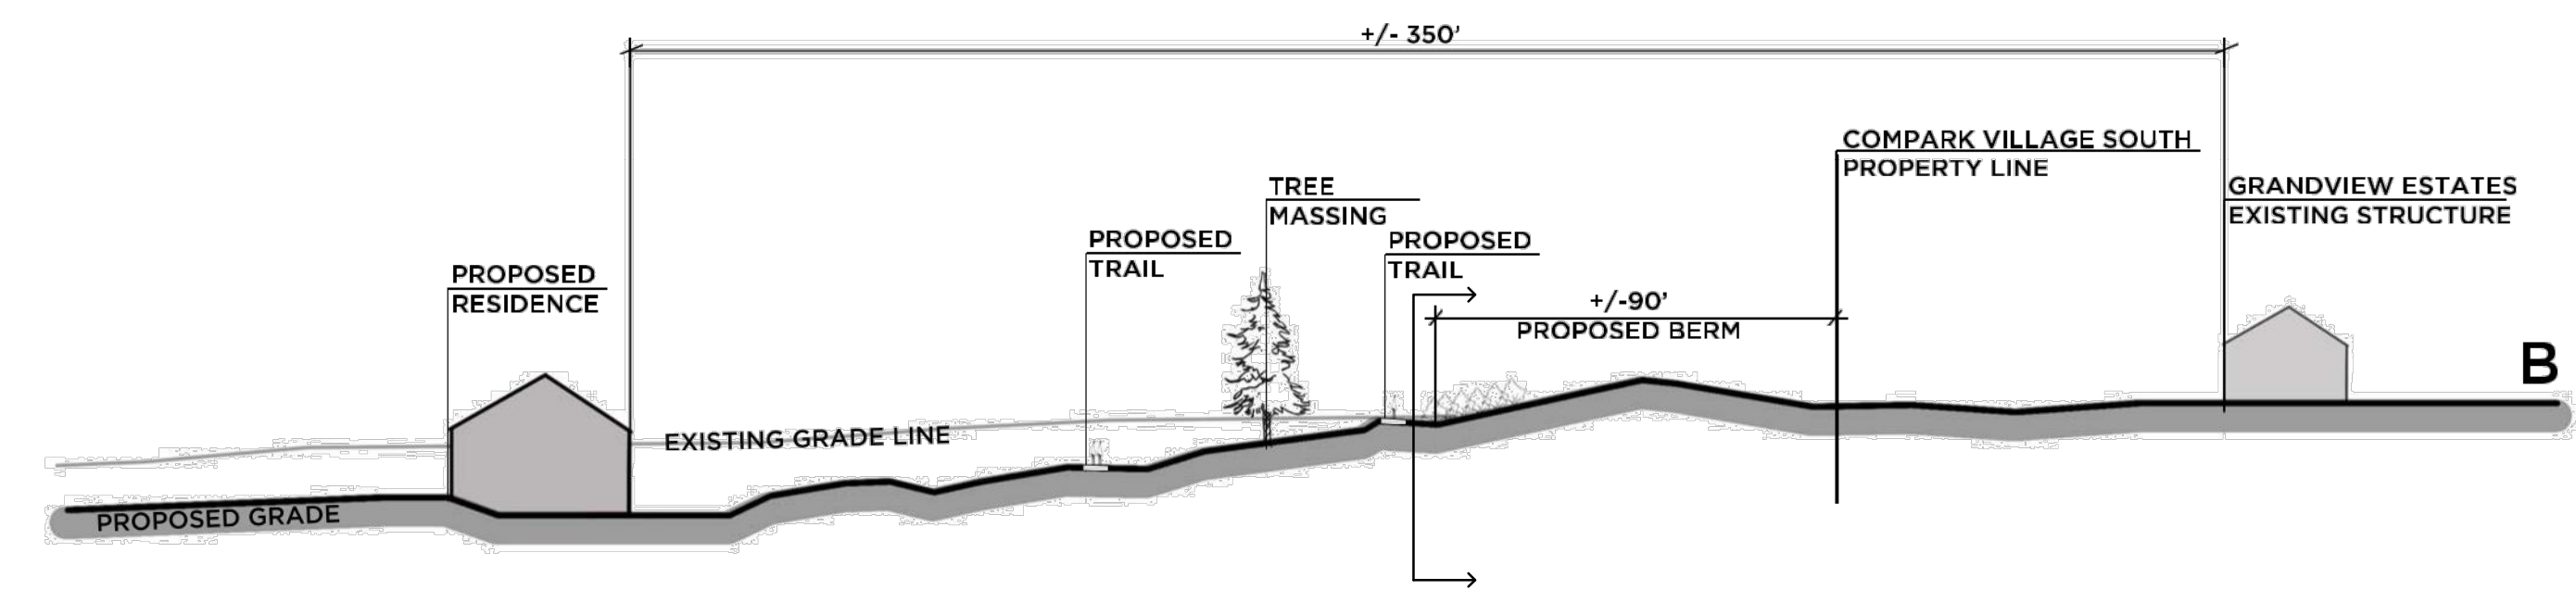 +/- 350'
COMPARK VILLAGE SOUTH
PROPERTY LINE
TREE
MASSING
GRANDVIEW ESTATES
EXISTING STRUCTURE
PROPOSED
TRAIL
PROPOSED
TRAIL
PROPOSED
RESIDENCE
+/-90'
PROPOSED BERM
B
EXISTING GRADE LINE
PROPOSED GRADE